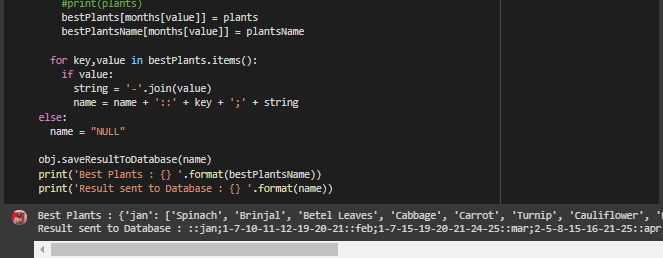 #print(plants)
bestPlants[months[value]] = plants
bestPlantsName[months[value]] = plantsName
for key,value in bestPlants.items():
if value:
string = '-'.join(value)
name = name + '::' + key + ';' + string
else:
name = "NULL"
obj.saveResultToDatabase(name)
print('Best Plants : {} '.format(bestPlantsName))
print('Result sent to Database : {} '.format(name))
Best Plants : {'jan': ['Spinach', 'Brinjal', 'Betel Leaves', 'Cabbage', 'Carrot', 'Turnip', 'Cauliflower', '
Result sent to Database : ::jan;1-7-10-11-12-19-20-21::feb;1-7-15-19-20-21-24-25::mar;2-5-8-15-16-21-25::apr